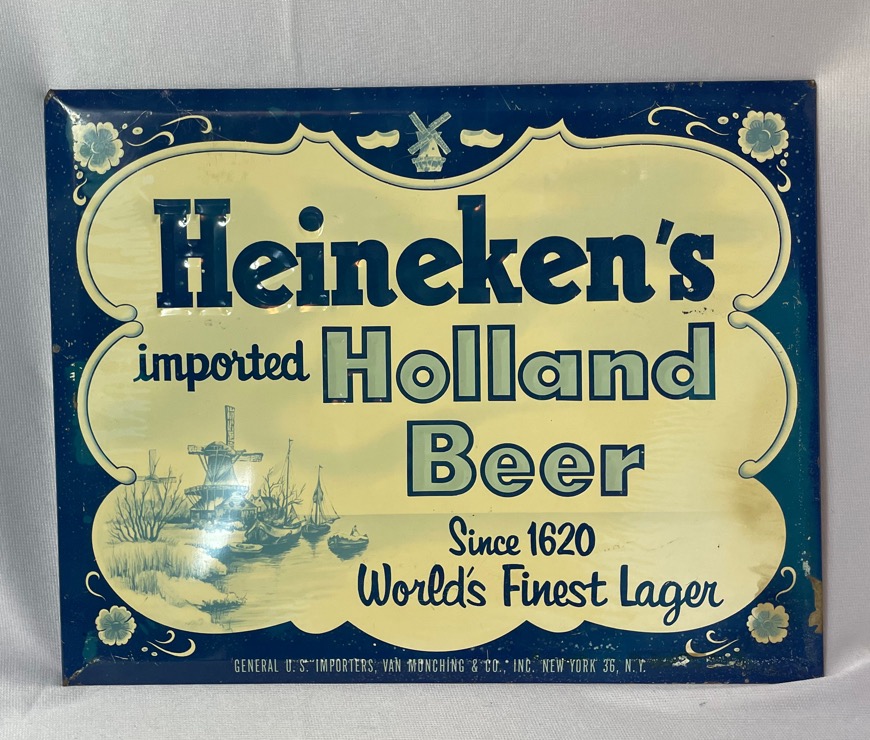 Heineken's
imported Holland
Beer
Since 1620
World's Finest Lager
GENERAL U.S. IMPORTERS, VAN MUNCHING & CO., INC. NEW YORK 36, N.Y.